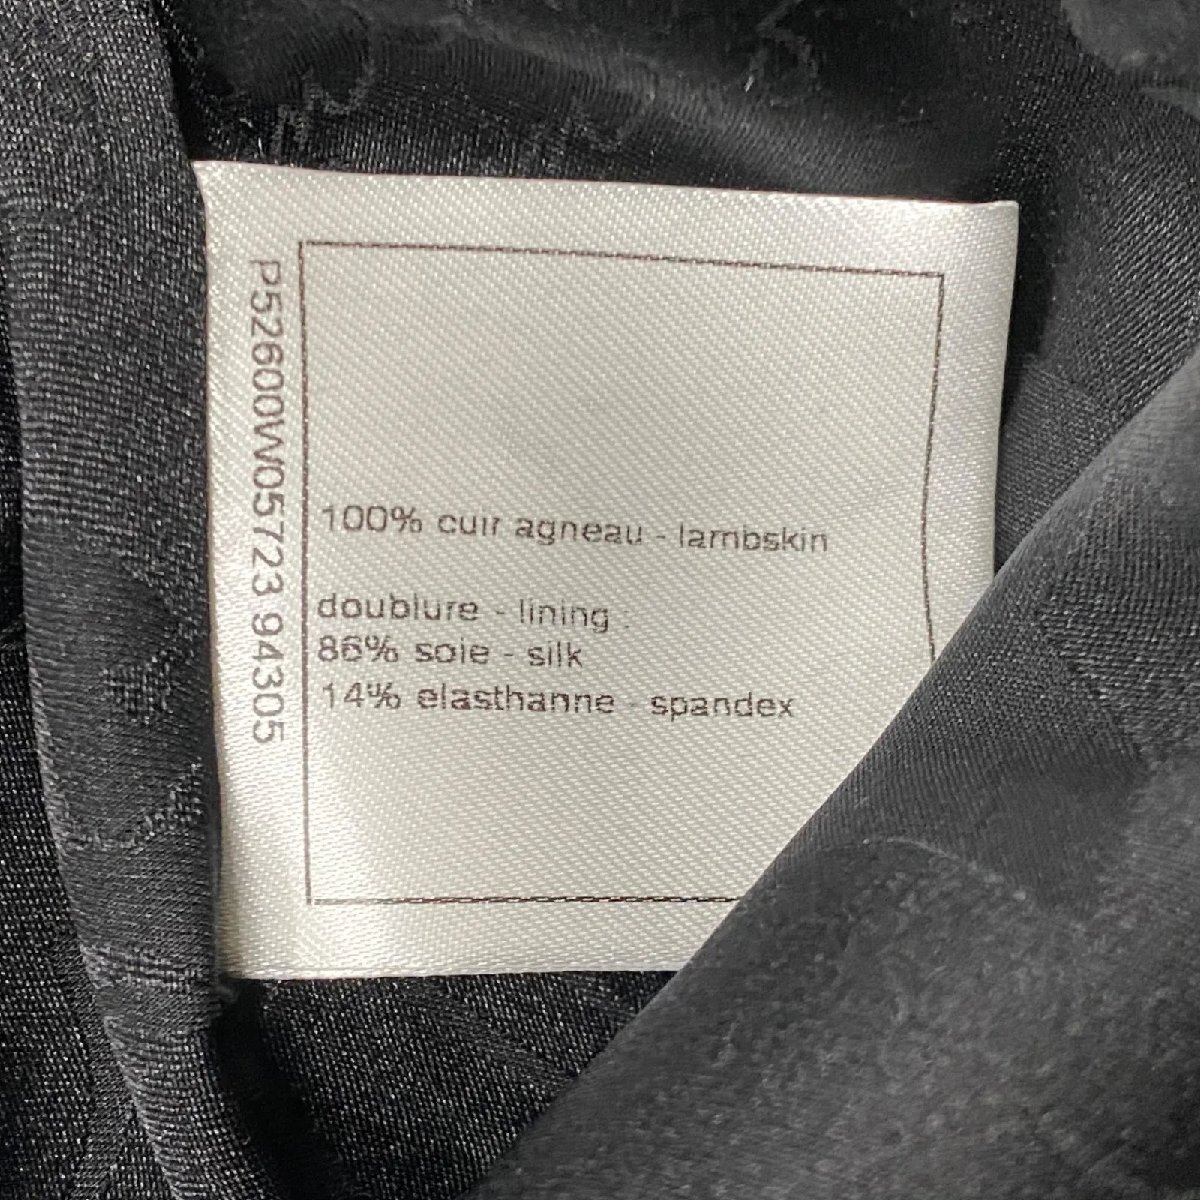 P52600W05723 94305
100% cuir agneau - lambskin
doublure - lining :
86% soie - silk
14% elasthanne - spandex